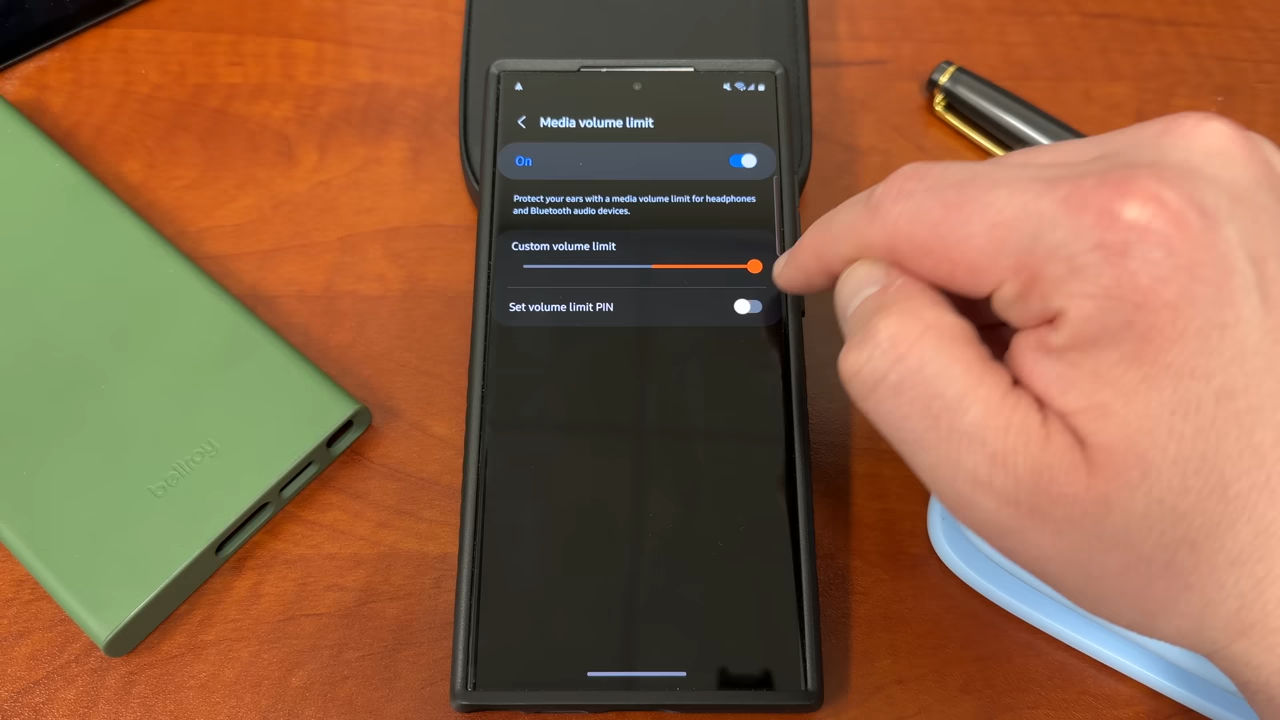 Media volume limit
On
Protect your ears with a media volume limit for headphones
and Bluetooth audio devices.
Custom volume limit
Set volume limit PIN
bellroy